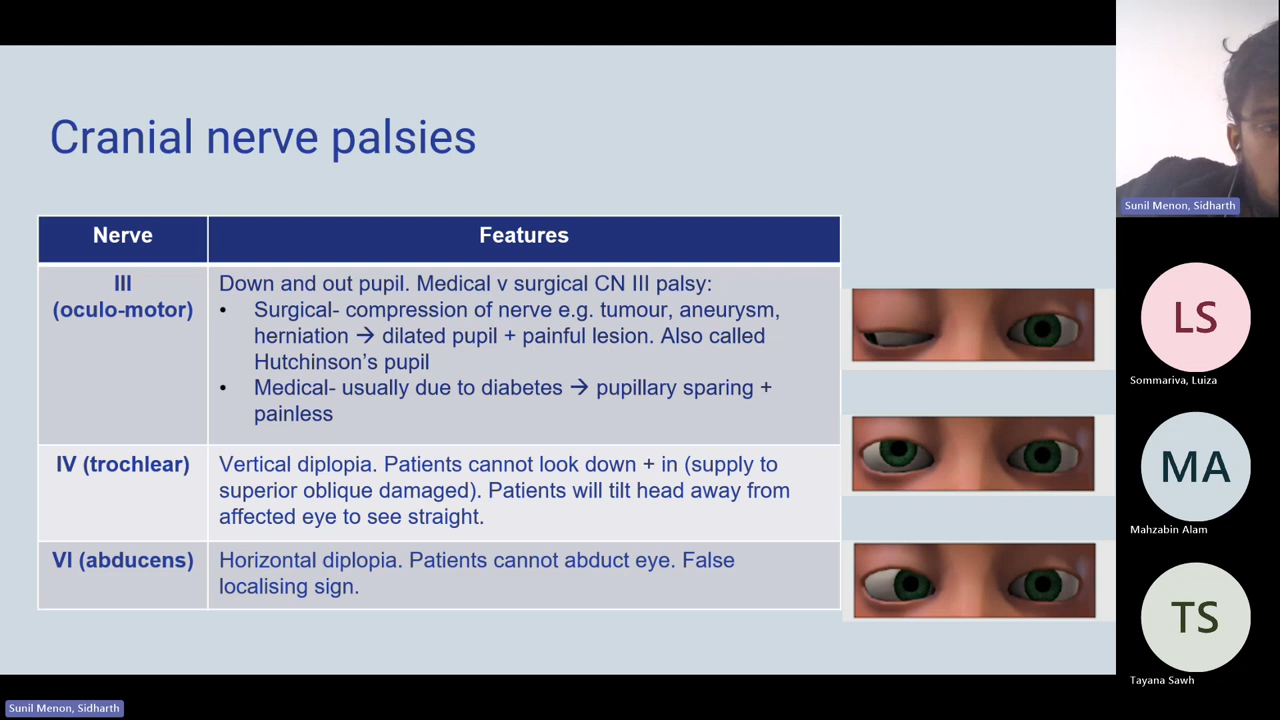 Cranial nerve palsies
Nerve
Features
III
(oculo-motor)
Down and out pupil. Medical v surgical CN III palsy:
• Surgical- compression of nerve e.g. tumour, aneurysm,
herniation → dilated pupil + painful lesion. Also called
Hutchinson’s pupil
• Medical- usually due to diabetes → pupillary sparing +
painless
IV (trochlear)
Vertical diplopia. Patients cannot look down + in (supply to
superior oblique damaged). Patients will tilt head away from
affected eye to see straight.
VI (abducens)
Horizontal diplopia. Patients cannot abduct eye. False
localising sign.
Sunil Menon, Sidharth
LS
Sommariva, Luiza
MA
Mahzabin Alam
TS
Tayana Sawh
Sunil Menon, Sidharth